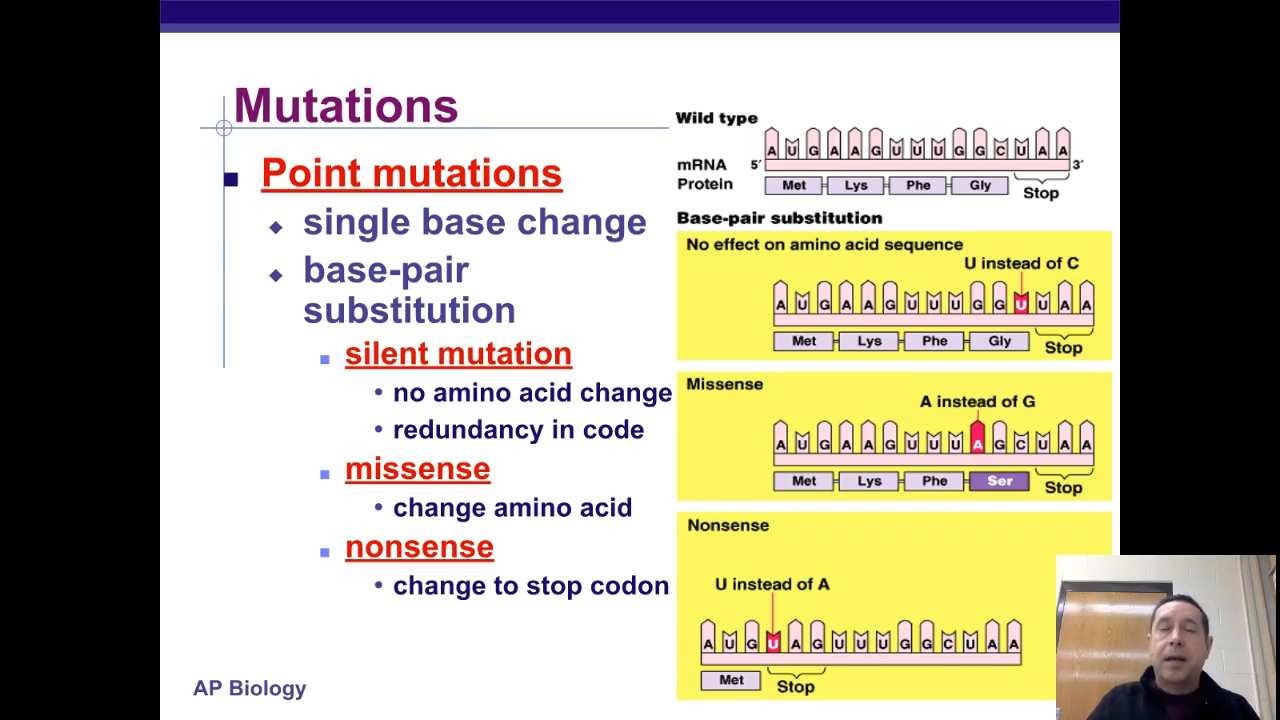 Mutations
Point mutations
single base change
base-pair
substitution
silent mutation
no amino acid change
redundancy in code
missense
change amino acid
nonsense
change to stop codon
AP Biology
Wild type
A U G A A G U U U G G C U A A
mRNA 5′ 3′
Protein Met Lys Phe Gly Stop
Base-pair substitution
No effect on amino acid sequence
U instead of C
A U G A A G U U U G G U U A A
Met Lys Phe Gly Stop
Missense
A instead of G
A U G A A G U U U A G C U A A
Met Lys Phe Ser Stop
Nonsense
U instead of A
A U G U A G U U U G G C U A A
Met Stop